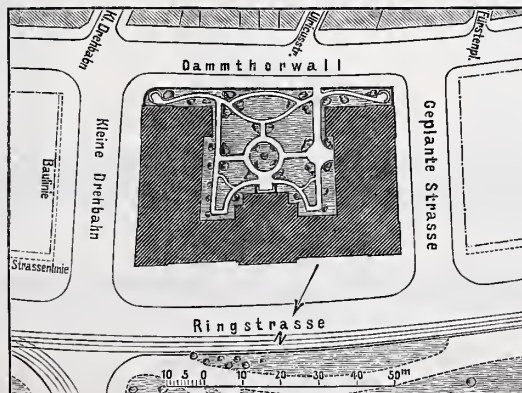 Kl. Drehbahn
Ulricusstr.
Fürstenpl.
Dammthorwall
Kleine Drehbahn
Geplante Strasse
Baulinie
Strassenlinie
Ringstrasse
N
10 5 0 10 20 30 40 50m